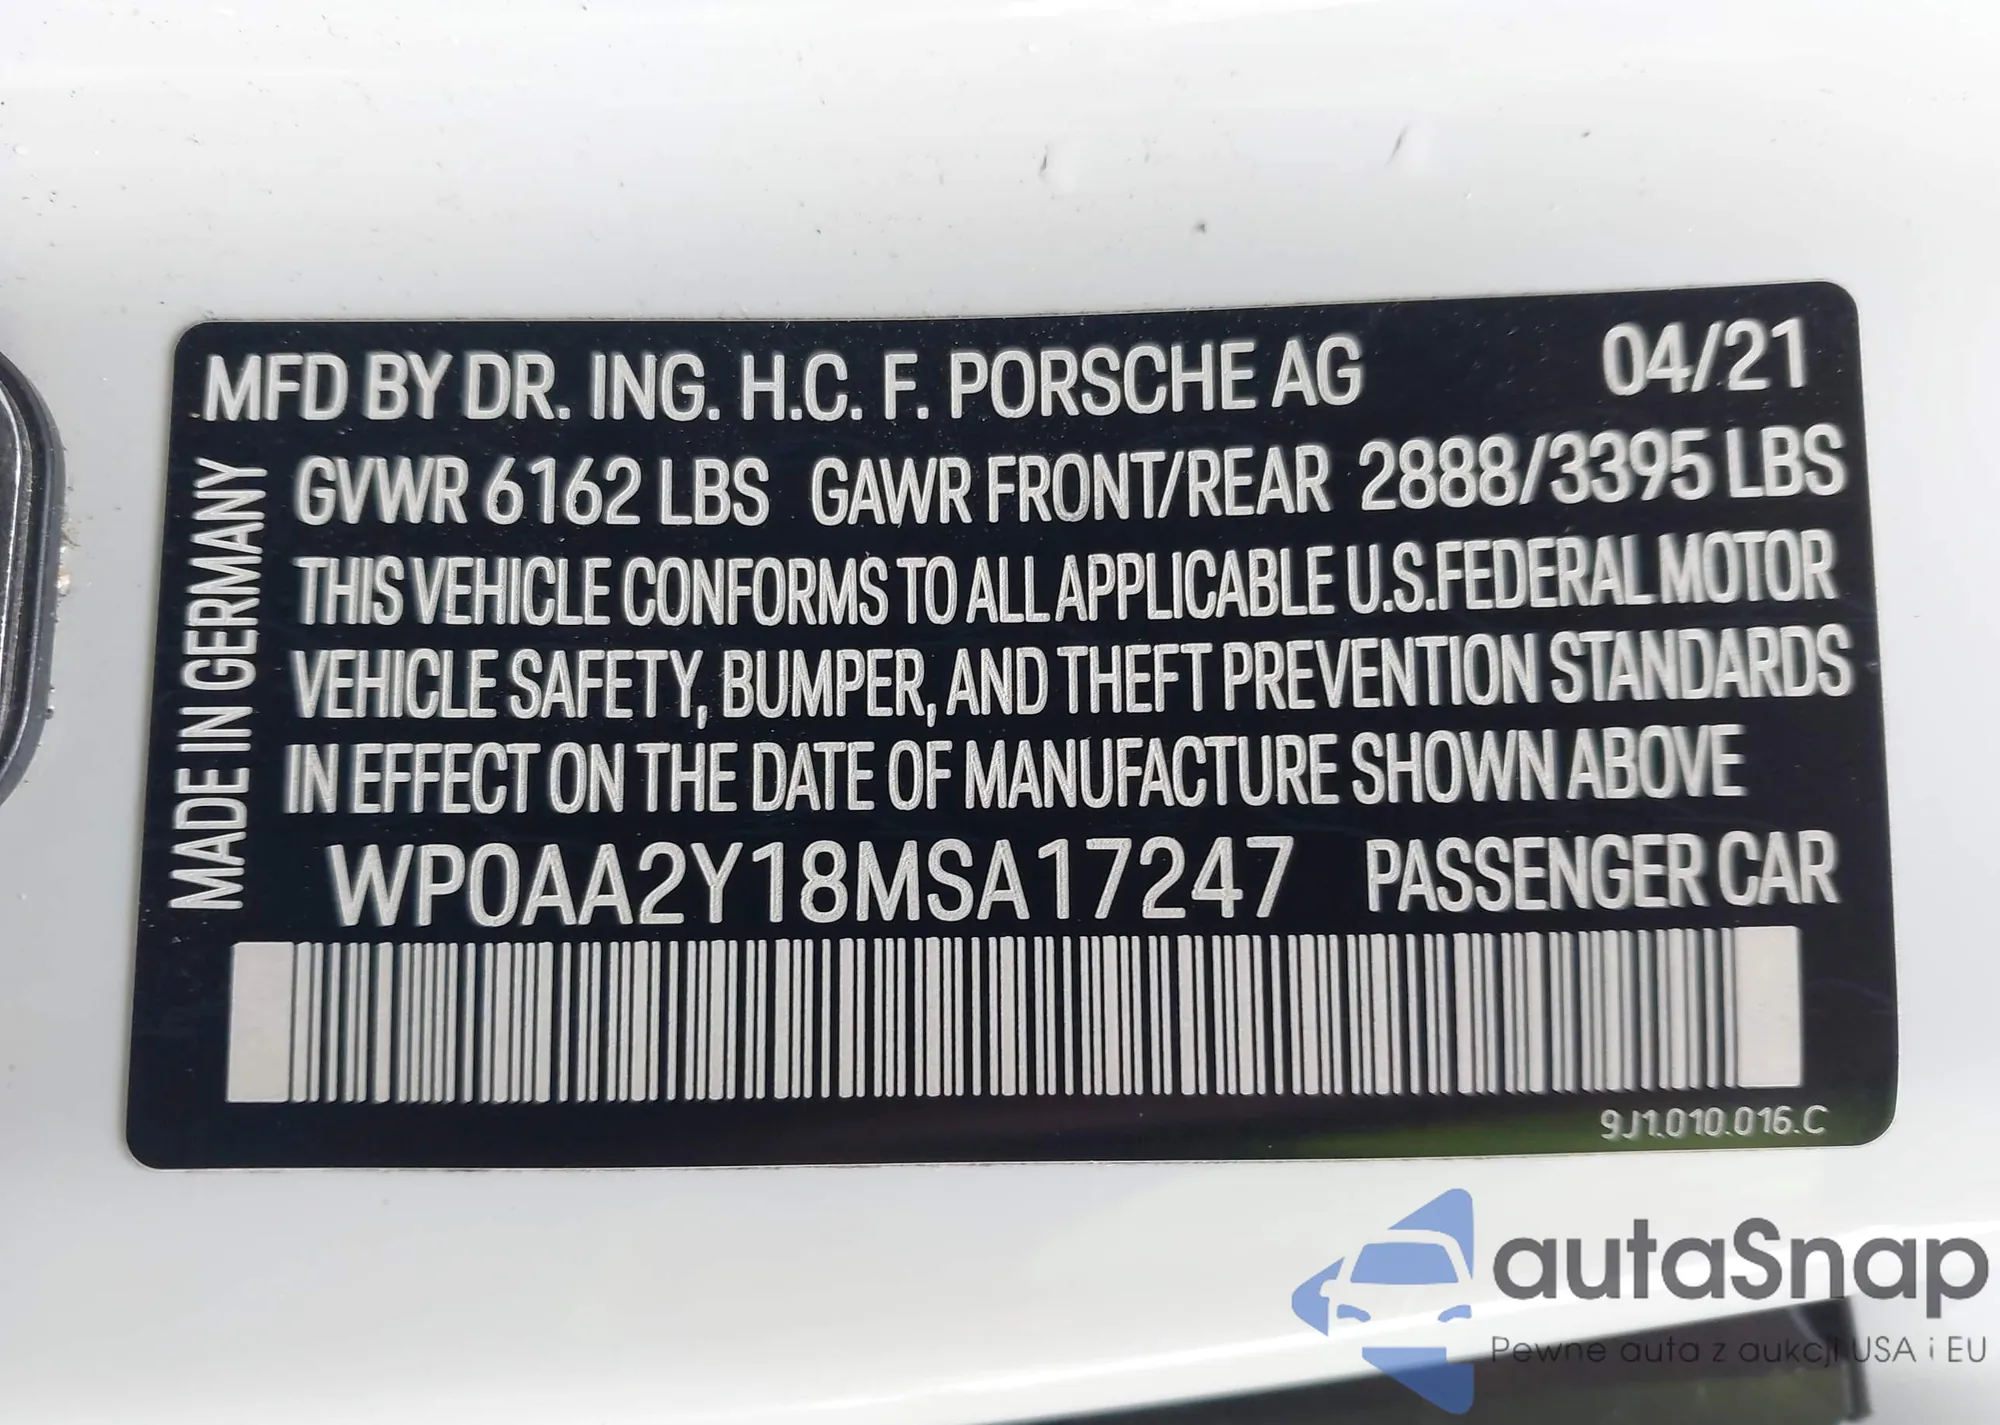 MFD BY DR. ING. H.C. F. PORSCHE AG 04/21
GVWR 6162 LBS GAWR FRONT/REAR 2888/3395 LBS
THIS VEHICLE CONFORMS TO ALL APPLICABLE U.S.FEDERAL MOTOR
VEHICLE SAFETY, BUMPER, AND THEFT PREVENTION STANDARDS
IN EFFECT ON THE DATE OF MANUFACTURE SHOWN ABOVE
WP0AA2Y18MSA17247 PASSENGER CAR
MADE IN GERMANY
9J1.010.016.C
autaSnap
Pewne auta z aukcji USA i EU